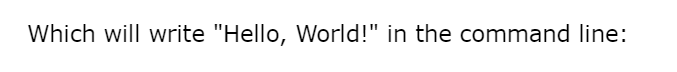 Which will write "Hello, World!" in the command line: